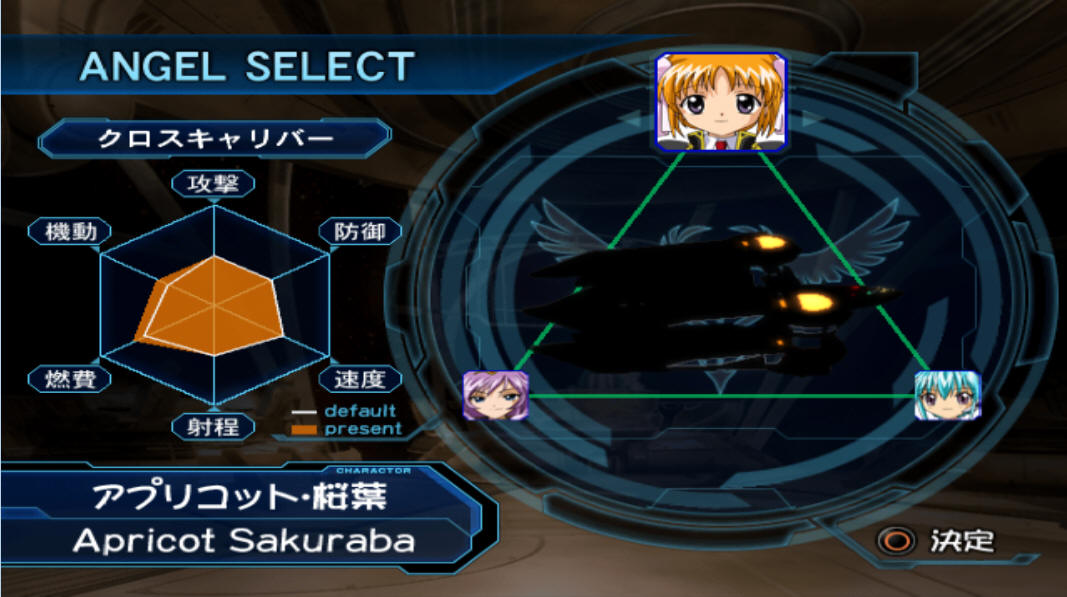 ANGEL SELECT
クロスキャリバー
攻撃
機動
防御
燃費
速度
射程
default
present
CHARACTOR
アプリコット・桜葉
Apricot Sakuraba
決定